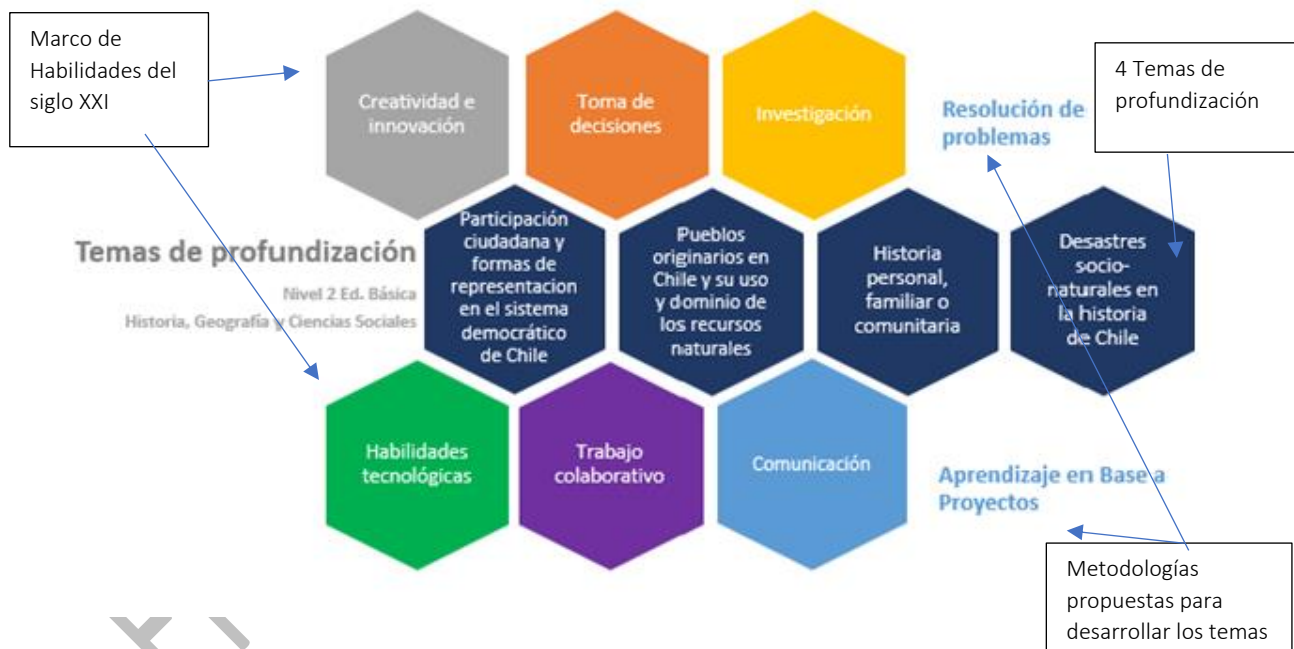 Marco de
Habilidades del
siglo XXI
Creatividad e
innovación
Toma de
decisiones
Investigación
Resolución de
problemas
4 Temas de
profundización
Temas de profundización
Nivel 2 Ed. Básica
Historia, Geografía y Ciencias Sociales
Participación
ciudadana y
formas de
representacion
en el sistema
democrático
de Chile
Pueblos
originarios en
Chile y su uso
y dominio de
los recursos
naturales
Historia
personal,
familiar o
comunitaria
Desastres
socio-
naturales en
la historia
de Chile
Habilidades
tecnológicas
Trabajo
colaborativo
Comunicación
Aprendizaje en Base a
Proyectos
Metodologías
propuestas para
desarrollar los temas